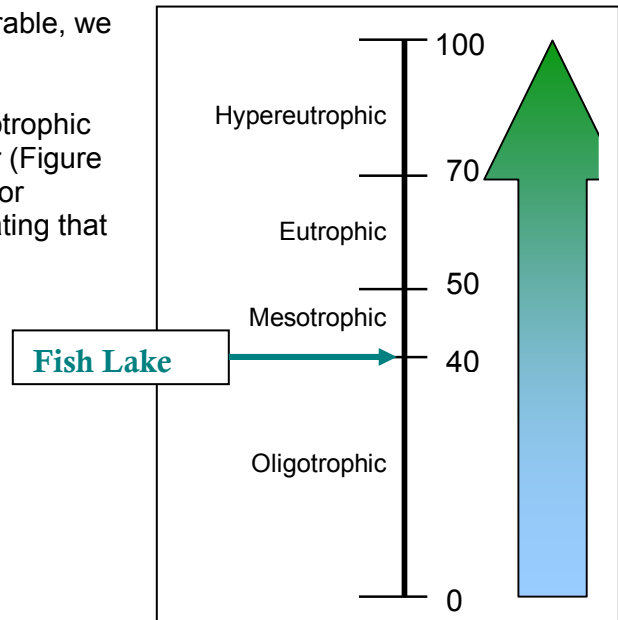 rable, we
otrophic
r (Figure
or
ating that
100
Hypereutrophic
70
Eutrophic
50
Mesotrophic
Fish Lake
40
Oligotrophic
0